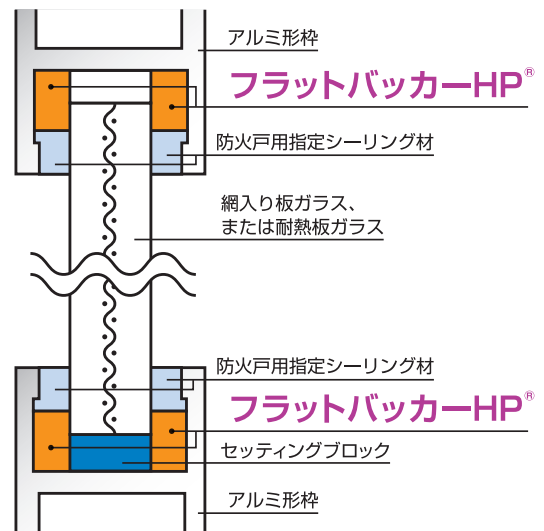 アルミ形枠
フラットバッカーHP®
防火戸用指定シーリング材
網入り板ガラス、
または耐熱板ガラス
防火戸用指定シーリング材
フラットバッカーHP®
セッティングブロック
アルミ形枠